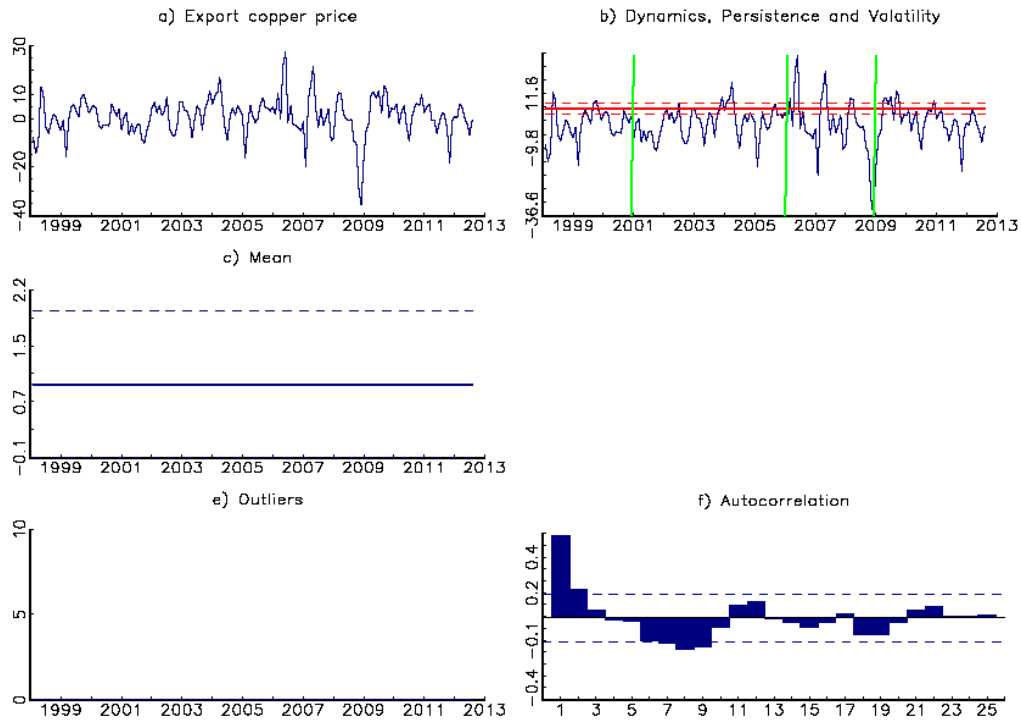 a) Export copper price
b) Dynamics, Persistence and Volatility
30
10
0
-20
-40
1999 2001 2003 2005 2007 2009 2011 2013
11.6
-9.8
-36.6
1999 2001 2003 2005 2007 2009 2011 2013
c) Mean
2.2
1.5
0.7
-0.1
1999 2001 2003 2005 2007 2009 2011 2013
e) Outliers
f) Autocorrelation
10
5
0
1999 2001 2003 2005 2007 2009 2011 2013
0.4
0.2
-0.1
-0.4
1 3 5 7 9 11 13 15 17 19 21 23 25